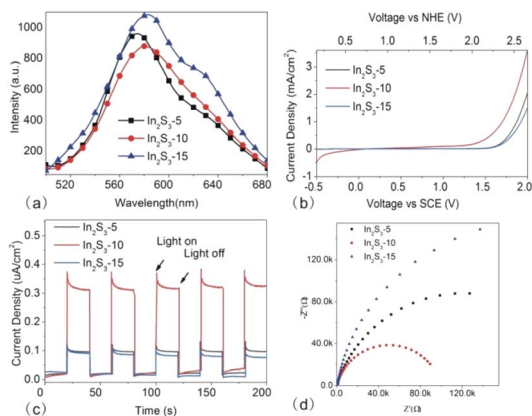 1000
800
600
400
200
Intensity (a.u.)
In2S3-5
In2S3-10
In2S3-15
520 560 600 640 680
(a) Wavelength(nm)
Voltage vs NHE (V)
0.5 1.0 1.5 2.0 2.5
3
2
1
0
-1
Current Density (mA/cm²)
In2S3-5
In2S3-10
In2S3-15
-0.5 0.0 0.5 1.0 1.5 2.0
(b) Voltage vs SCE (V)
0.5
0.4
0.3
0.2
0.1
0.0
Current Density (uA/cm²)
In2S3-5
In2S3-10
In2S3-15
Light on
Light off
0 50 100 150 200
(c) Time (s)
120.0k
80.0k
40.0k
0.0
-Z''(Ω
In2S3-5
In2S3-10
In2S3-15
0.0 40.0k 80.0k 120.0k
Z'(Ω
(d)